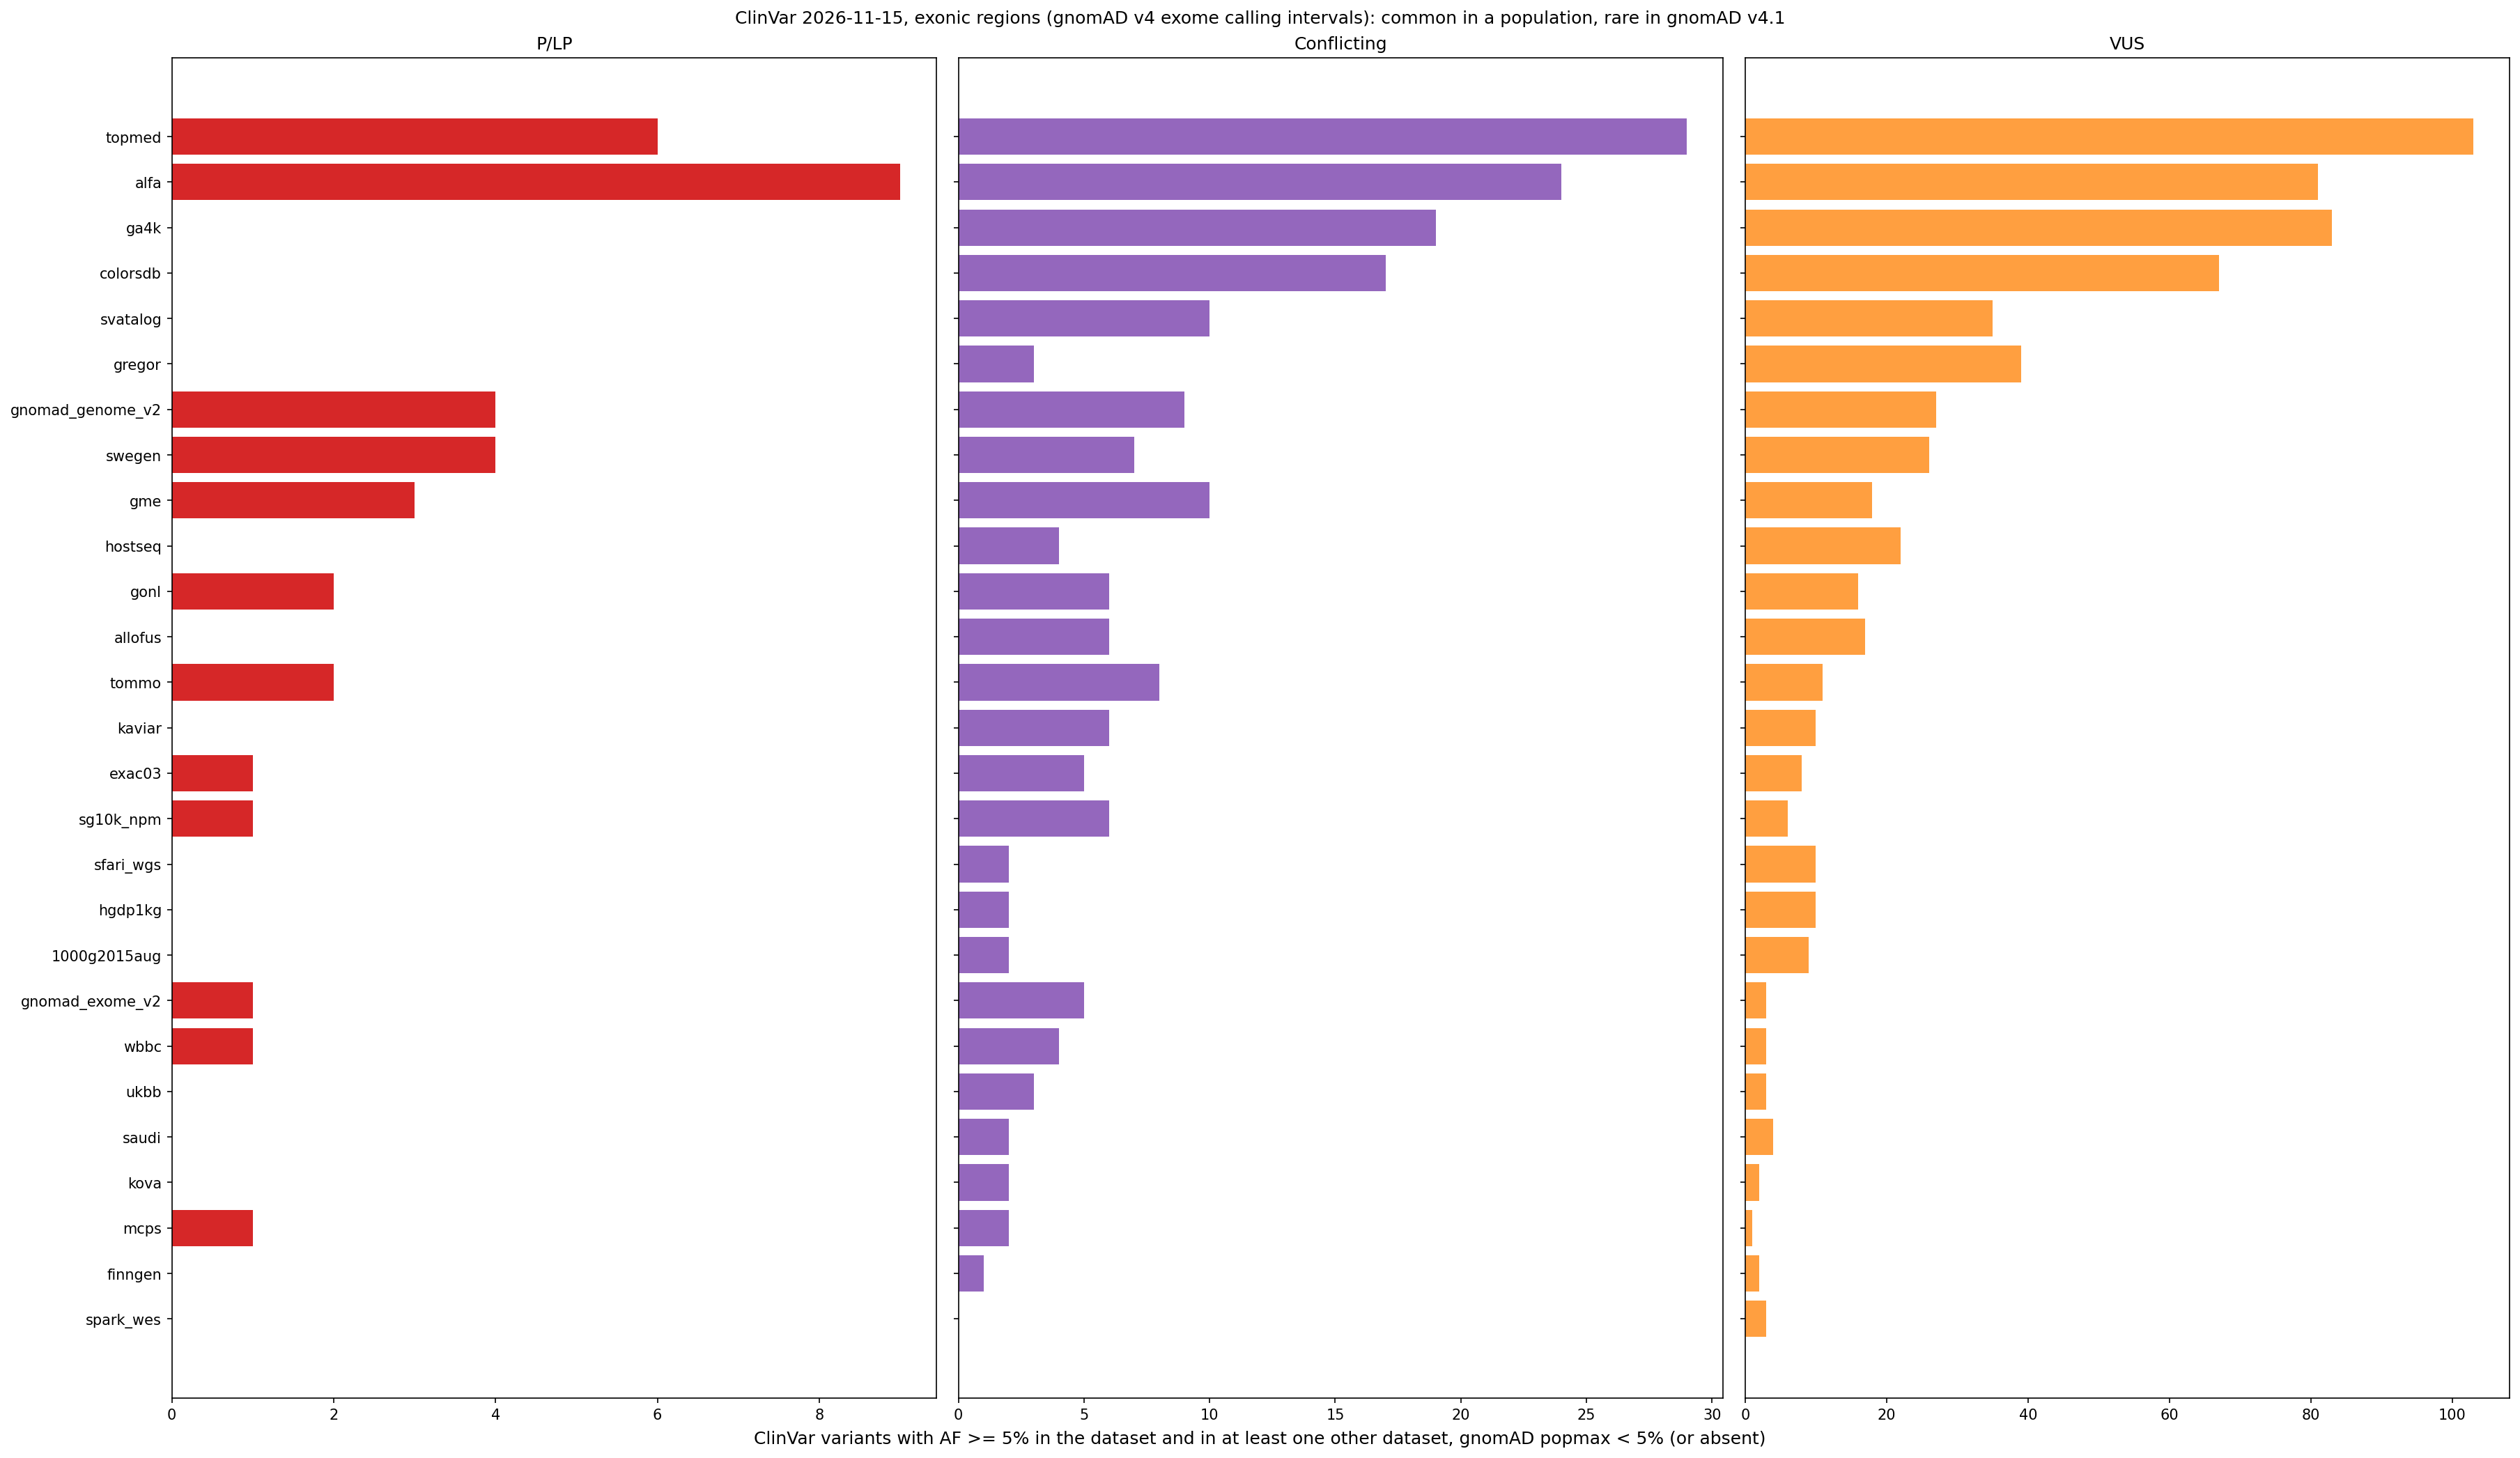 ClinVar 2026-11-15, exonic regions (gnomAD v4 exome calling intervals): common in a population, rare in gnomAD v4.1
P/LP
Conflicting
VUS
topmed
alfa
ga4k
colorsdb
svatalog
gregor
gnomad_genome_v2
swegen
gme
hostseq
gonl
allofus
tommo
kaviar
exac03
sg10k_npm
sfari_wgs
hgdp1kg
1000g2015aug
gnomad_exome_v2
wbbc
ukbb
saudi
kova
mcps
finngen
spark_wes
0 2 4 6 8
0 5 10 15 20 25 30
0 20 40 60 80 100
ClinVar variants with AF >= 5% in the dataset and in at least one other dataset, gnomAD popmax < 5% (or absent)